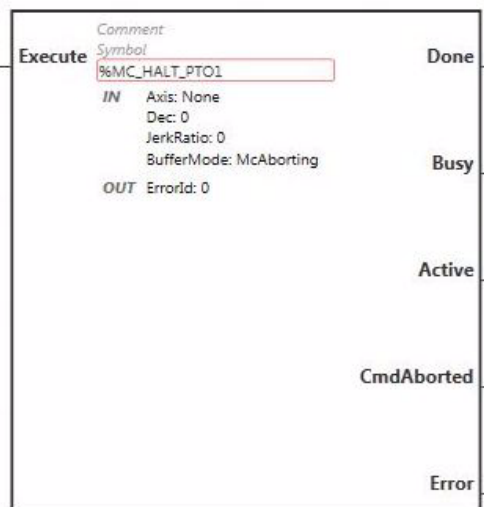 Comment
Execute Symbol Done
%MC_HALT_PTO1
IN Axis: None
Dec: 0
JerkRatio: 0
BufferMode: McAborting
Busy
OUT ErrorId: 0
Active
CmdAborted
Error